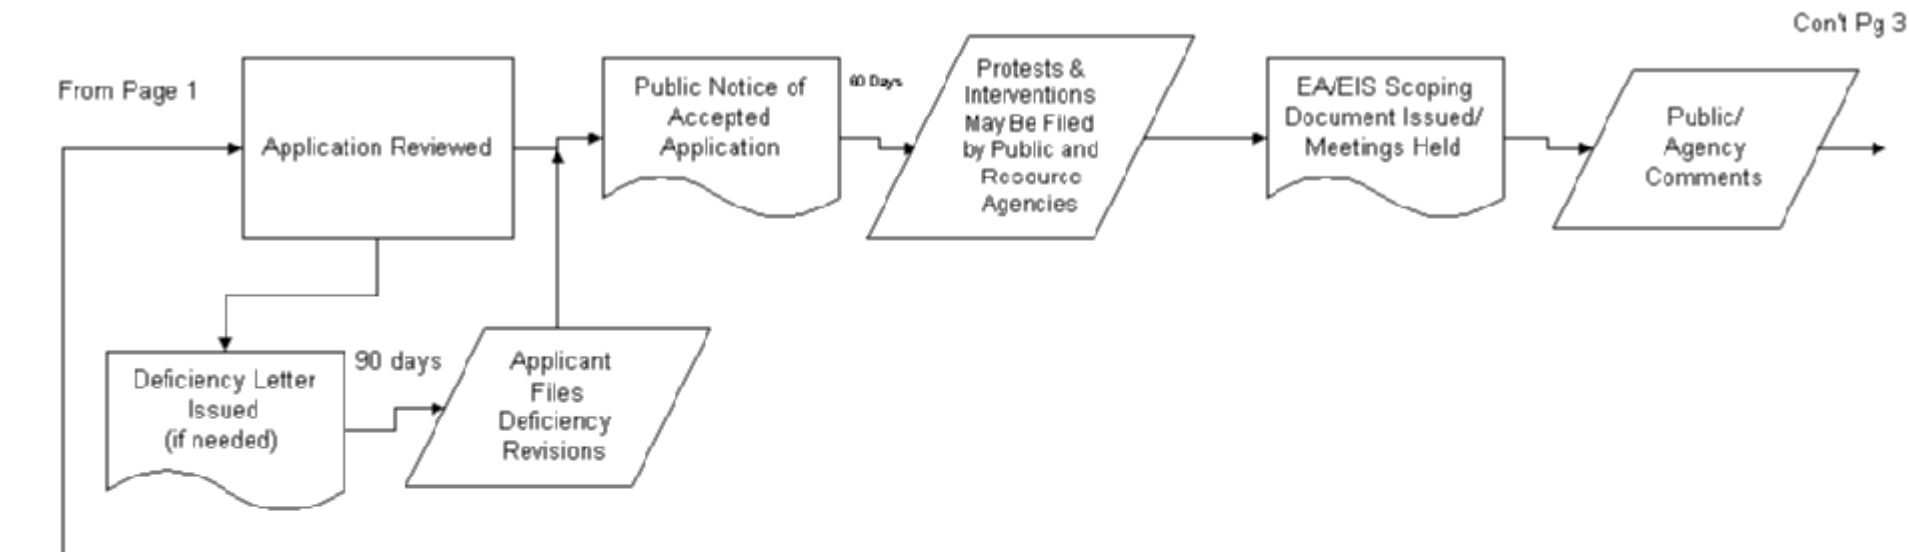 Con't Pg 3
From Page 1
Application Reviewed
Public Notice of
Accepted
Application
60 Days
Protests &
Interventions
May Be Filed
by Public and
Resource
Agencies
EA/EIS Scoping
Document Issued/
Meetings Held
Public/
Agency
Comments
Deficiency Letter
Issued
(if needed)
90 days
Applicant
Files
Deficiency
Revisions